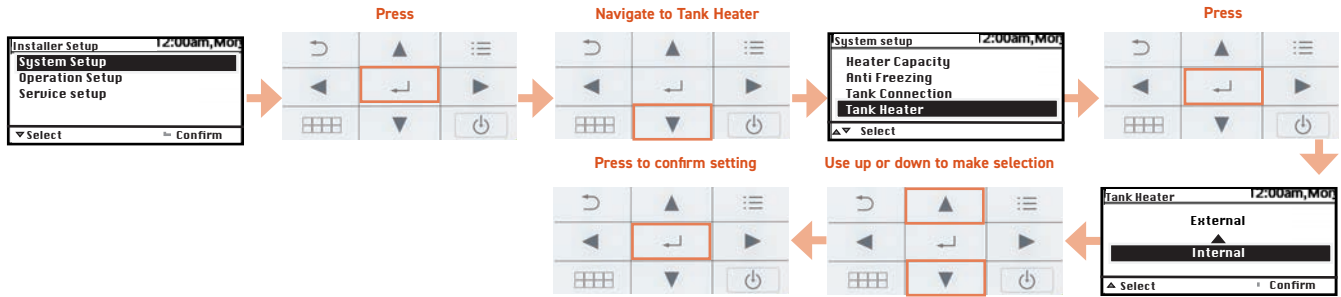 Press
Navigate to Tank Heater
Press
Installer Setup 12:00am,Mon
System Setup
Operation Setup
Service setup
▼Select Confirm
System setup 12:00am,Mon
Heater Capacity
Anti Freezing
Tank Connection
Tank Heater
▲▼ Select
Press to confirm setting
Use up or down to make selection
Tank Heater 12:00am,Mon
External
Internal
▲ Select Confirm